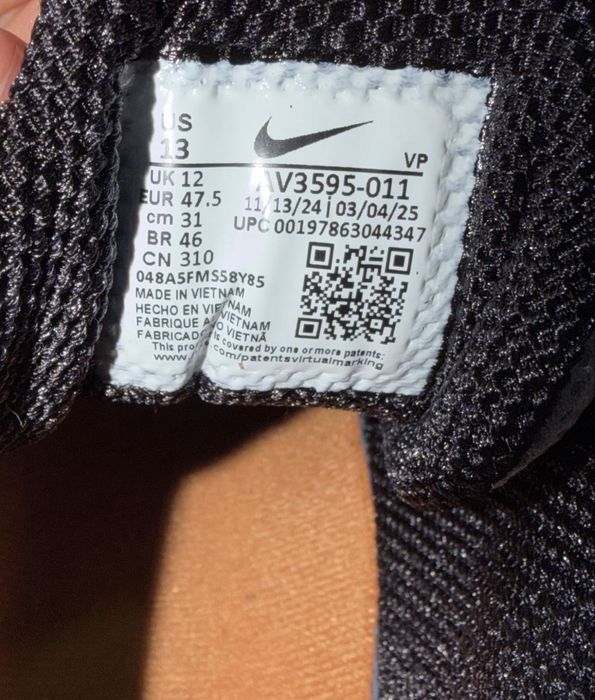 US
13
VP
UK 12
EUR 47.5
cm 31
BR 46
CN 310
AV3595-011
11/13/24 | 03/04/25
UPC 00197863044347
048A5FMSS8Y85
MADE IN VIETNAM
HECHO EN VIETNAM
FABRIQUE AU VIETNAM
FABRICADO VIETNÃ
This is covered by one or more patents:
www. .com/patentsvirtualmarking